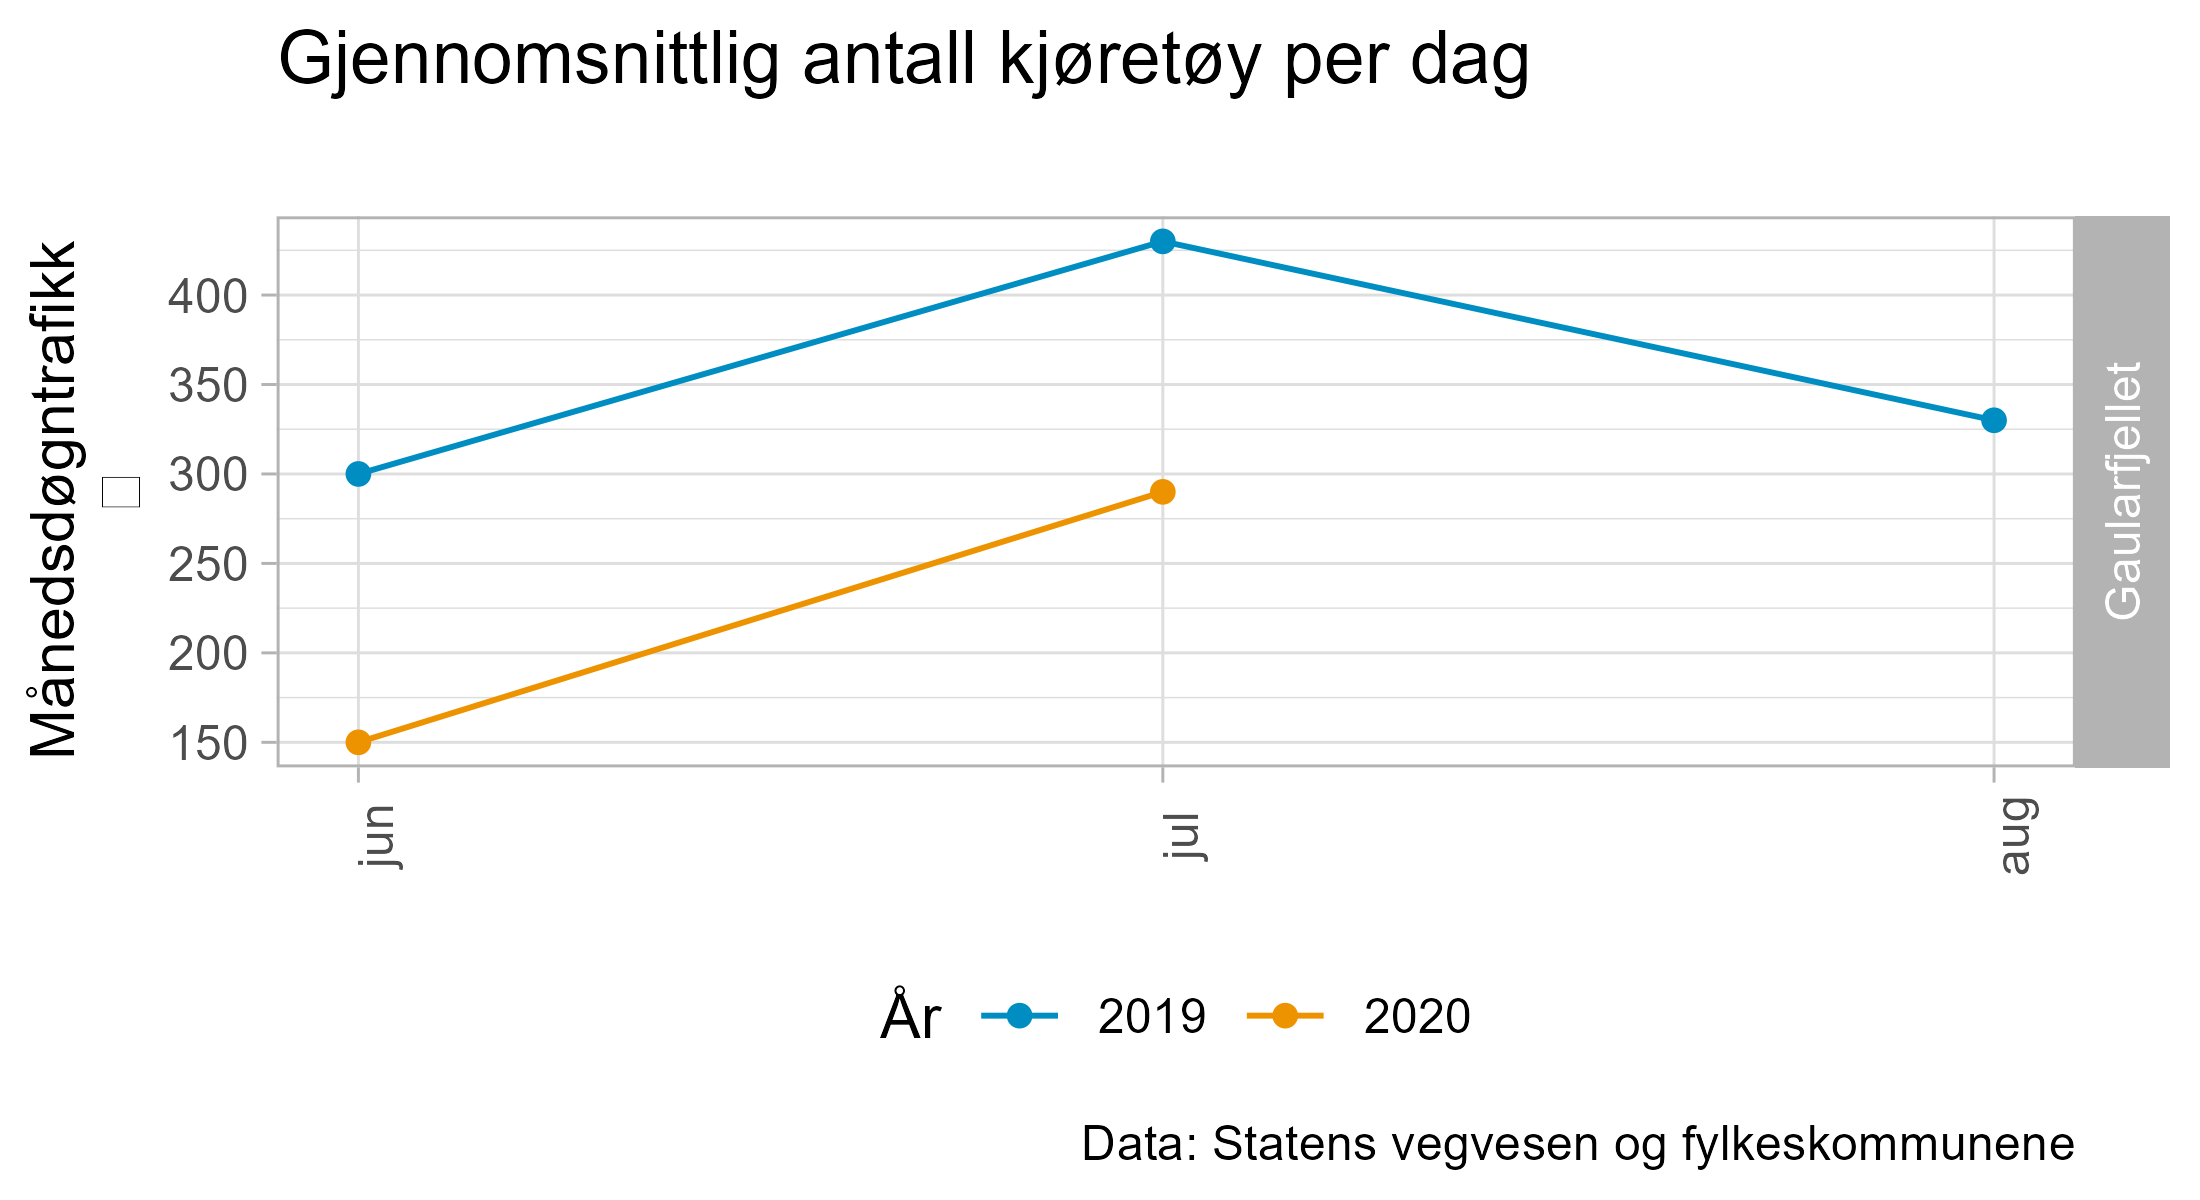 Gjennomsnittlig antall kjøretøy per dag
Månedsdøgntrafikk
400
350
300
250
200
150
jun
jul
aug
Gaularfjellet
År 2019 2020
Data: Statens vegvesen og fylkeskommunene